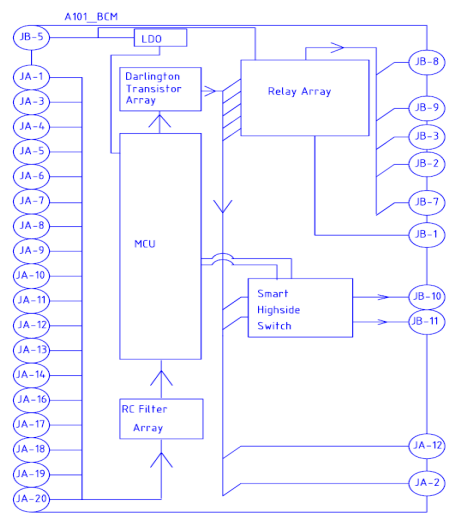 A101_BCM
JB-5
LDO
JB-8
JA-1
Darlington
Transistor
Array
Relay Array
JA-3
JB-9
JA-4
JB-3
JA-5
JB-2
JA-6
JA-7
JB-7
JA-8
JB-1
MCU
JA-9
JA-10
JA-11
Smart
Highside
Switch
JB-10
JB-11
JA-12
JA-13
JA-14
JA-16
RC Filter
Array
JA-17
JA-18
JA-12
JA-19
JA-2
JA-20